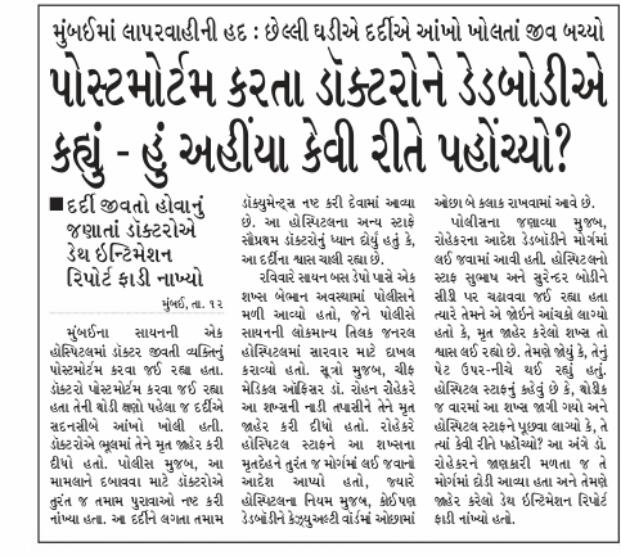 મુંબઈમાં લાપરવાહીની હદ : છેલ્લી ઘડીએ દર્દીએ આંખો ખોલતાં જીવ બચ્યો
પોસ્ટમોર્ટમ કરતા ડૉક્ટરોને ડેડબોડીએ
કહ્યું - હું અહીંયા કેવી રીતે પહોંચ્યો?
■ દર્દી જીવતો હોવાનું
જણાતાં ડૉક્ટરોએ
ડેથ ઇન્ટિમેશન
રિપોર્ટ ફાડી નાખ્યો
મુંબઈ, તા. ૧૨
મુંબઈના સાયનની એક
હોસ્પિટલમાં ડૉક્ટર જીવતી વ્યક્તિનું
પોસ્ટમોર્ટમ કરવા જઈ રહ્યા હતા.
ડૉક્ટરો પોસ્ટમોર્ટમ કરવા જઈ રહ્યા
હતા તેની થોડી ક્ષણો પહેલા જ દર્દીએ
સદનસીબે આંખો ખોલી હતી.
ડૉક્ટરોએ ભૂલમાં તેને મૃત જાહેર કરી
દીધો હતો. પોલીસ મુજબ, આ
મામલાને દબાવવા માટે ડૉક્ટરોએ
તુરંત જ તમામ પુરાવાઓ નષ્ટ કરી
નાંખ્યા હતા. આ દર્દીને લગતા તમામ
ડૉક્યુમેન્ટ્સ નષ્ટ કરી દેવામાં આવ્યા
છે. આ હોસ્પિટલના અન્ય સ્ટાફે
સૌપ્રથમ ડૉક્ટરોનું ધ્યાન દોર્યું હતું કે,
આ દર્દીના શ્વાસ ચાલી રહ્યા છે.
રવિવારે સાયન બસ ડેપો પાસે એક
શખ્સ બેભાન અવસ્થામાં પોલીસને
મળી આવ્યો હતો, જેને પોલીસે
સાયનની લોકમાન્ય તિલક જનરલ
હોસ્પિટલમાં સારવાર માટે દાખલ
કરાવ્યો હતો. સૂત્રો મુજબ, ચીફ
મેડિકલ ઑફિસર ડૉ. રોહન રોહેકરે
આ શખ્સની નાડી તપાસીને તેને મૃત
જાહેર કરી દીધો હતો. રોહેકરે
હોસ્પિટલ સ્ટાફને આ શખ્સના
મૃતદેહને તુરંત જ મોર્ગમાં લઈ જવાનો
આદેશ આપ્યો હતો, જ્યારે
હોસ્પિટલના નિયમ મુજબ, કોઈપણ
ડેડબોડીને કેઝ્યુઅલ્ટી વૉર્ડમાં ઓછામાં
ઓછા બે કલાક રાખવામાં આવે છે.
પોલીસના જણાવ્યા મુજબ,
રોહેકરના આદેશ ડેડબૉડીને મોર્ગમાં
લઈ જવામાં આવી હતી. હોસ્પિટલનો
સ્ટાફ સુભાષ અને સુરેન્દર બોડીને
સીડી પર ચઢાવવા જઈ રહ્યા હતા
ત્યારે તેમને એ જોઈને આંચકો લાગ્યો
હતો કે, મૃત જાહેર કરેલો શખ્સ તો
શ્વાસ લઈ રહ્યો છે. તેમણે જોયું કે, તેનું
પેટ ઉપર-નીચે થઈ રહ્યું હતું.
હોસ્પિટલ સ્ટાફનું કહેવું છે કે, થોડીક
જ વારમાં આ શખ્સ જાગી ગયો અને
હોસ્પિટલ સ્ટાફને પૂછવા લાગ્યો કે, તે
ત્યાં કેવી રીતે પહોંચ્યો? આ અંગે ડૉ.
રોહેકરને જાણકારી મળતા જ તે
મોર્ગમાં દોડી આવ્યા હતા અને તેમણે
જાહેર કરેલો ડેથ ઇન્ટિમેશન રિપોર્ટ
ફાડી નાંખ્યો હતો.